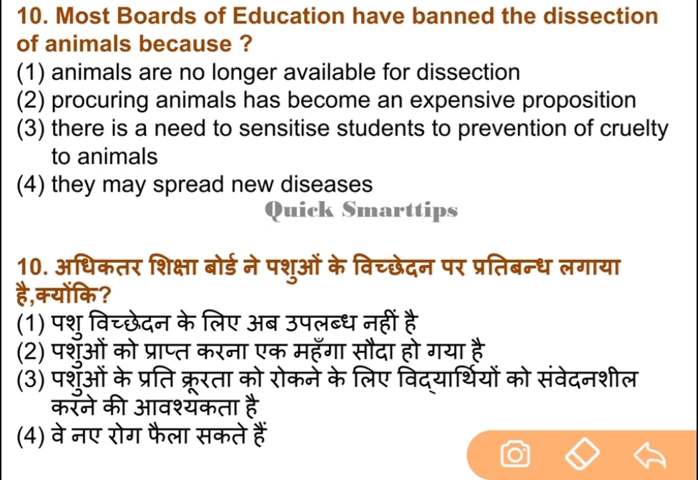 10. Most Boards of Education have banned the dissection
of animals because ?
(1) animals are no longer available for dissection
(2) procuring animals has become an expensive proposition
(3) there is a need to sensitise students to prevention of cruelty
to animals
(4) they may spread new diseases
Quick Smarttips
10. अधिकतर शिक्षा बोर्ड ने पशुओं के विच्छेदन पर प्रतिबन्ध लगाया
है,क्योंकि?
(1) पशु विच्छेदन के लिए अब उपलब्ध नहीं है
(2) पशुओं को प्राप्त करना एक महँगा सौदा हो गया है
(3) पशुओं के प्रति क्रूरता को रोकने के लिए विद्यार्थियों को संवेदनशील
करने की आवश्यकता है
(4) वे नए रोग फैला सकते हैं